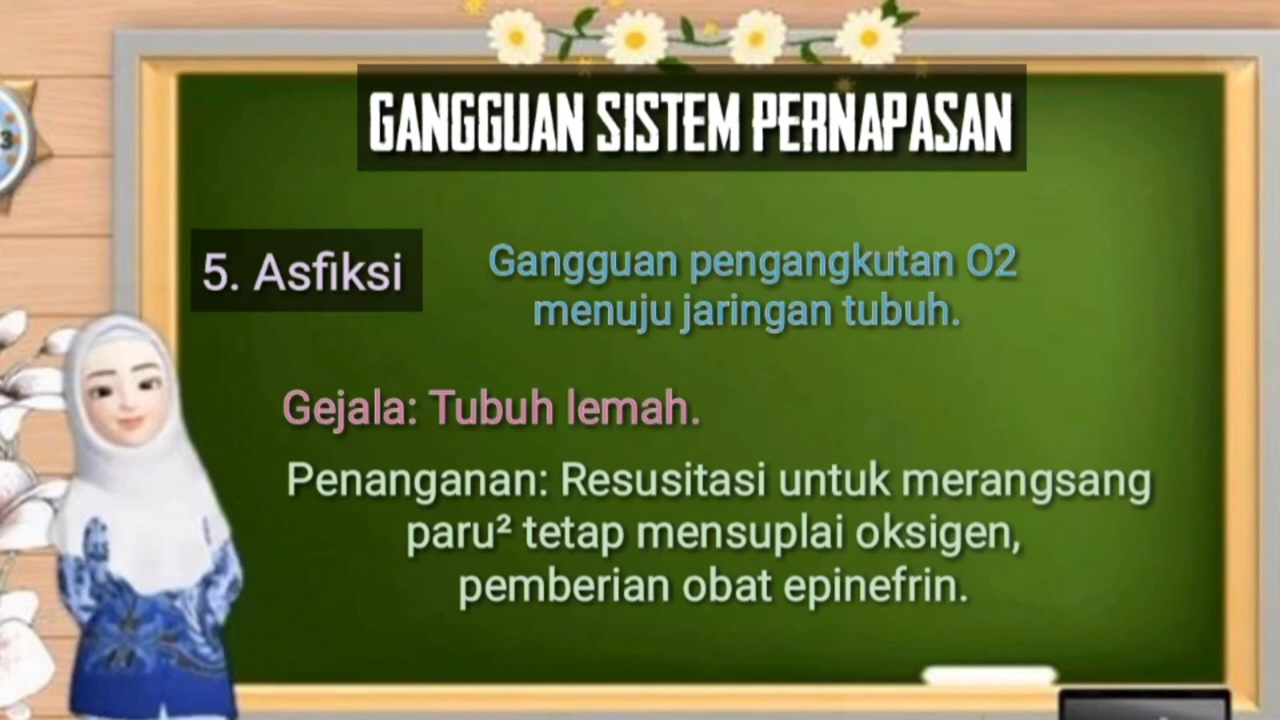 GANGGUAN SISTEM PERNAPASAN
5. Asfiksi
Gangguan pengangkutan O2
menuju jaringan tubuh.
Gejala: Tubuh lemah.
Penanganan: Resusitasi untuk merangsang
paru² tetap mensuplai oksigen,
pemberian obat epinefrin.
3